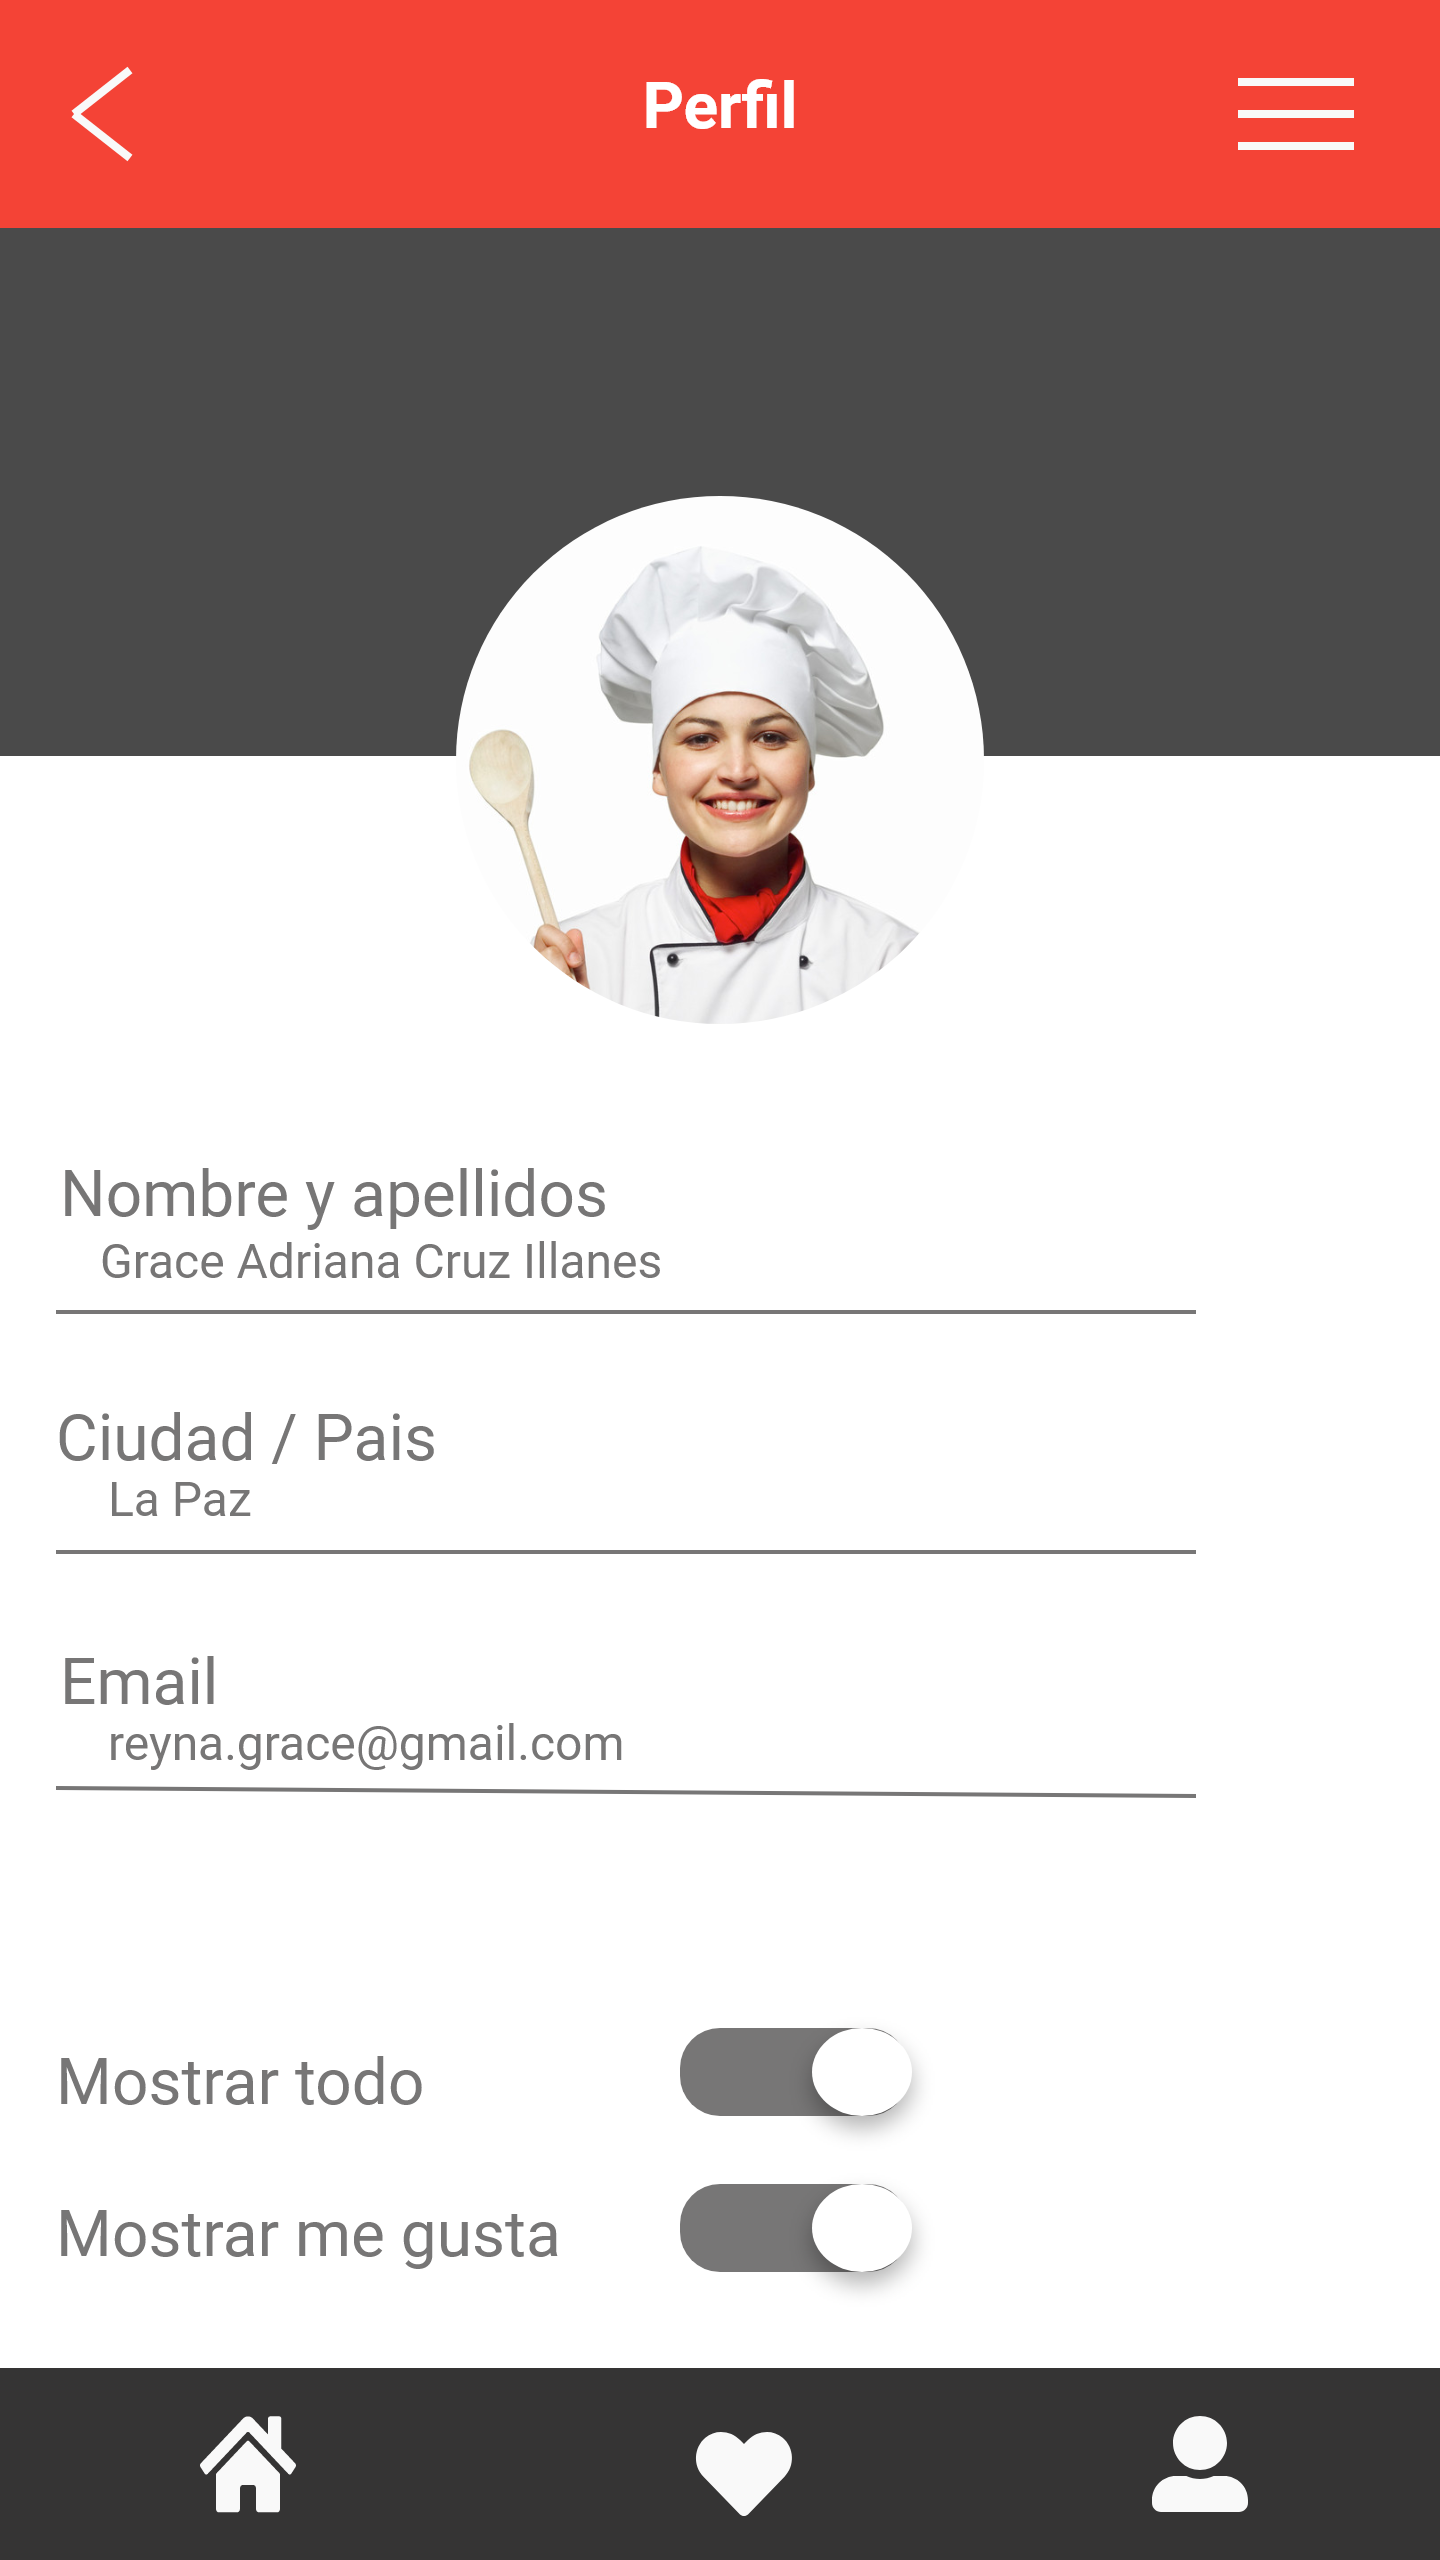 Perfil
Nombre y apellidos
Grace Adriana Cruz Illanes
Ciudad / Pais
La Paz
Email
reyna.grace@gmail.com
Mostrar todo
Mostrar me gusta